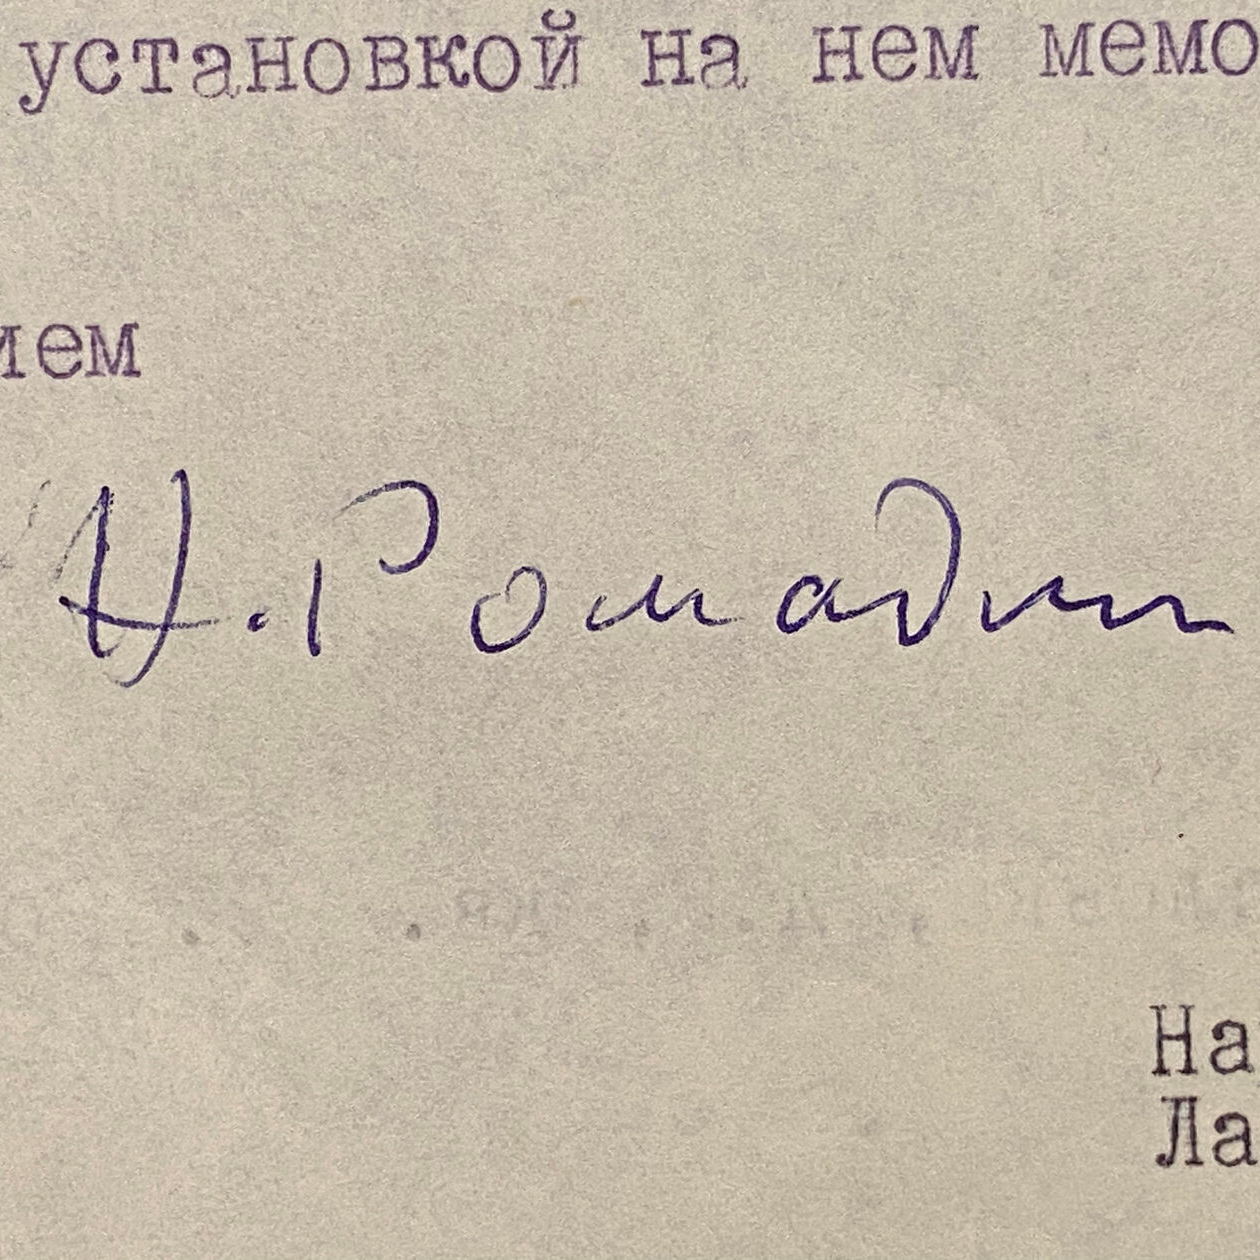 установкой на нем мемо
ием
Н. Ромадин
На
Ла